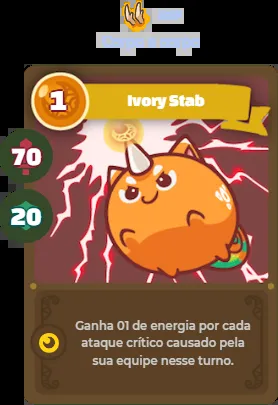 1
Ivory Stab
70
20
Ganha 01 de energia por cada
ataque crítico causado pela
sua equipe nesse turno.